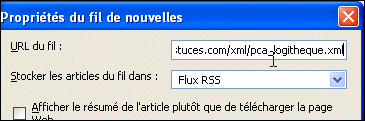 Propriétés du fil de nouvelles
URL du fil : :tuces.com/xml/pca_logitheque.xml
Stocker les articles du fil dans : Flux RSS
Afficher le résumé de l'article plutôt que de télécharger la page
Web